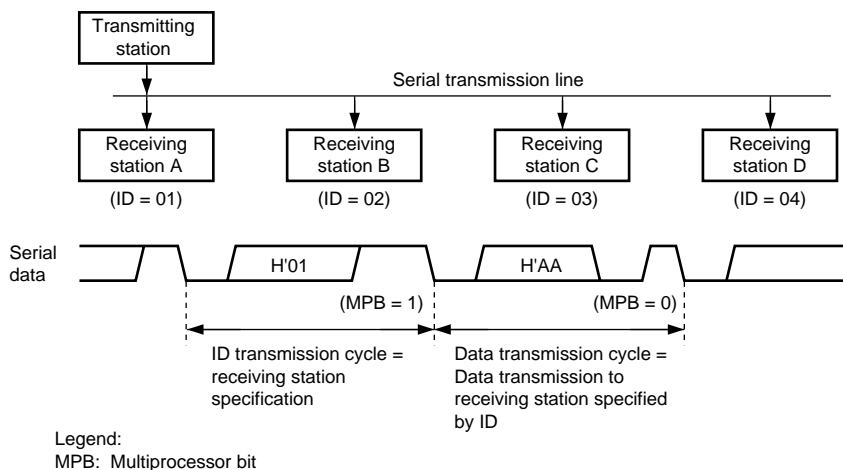 Transmitting
station
Serial transmission line
Receiving
station A
Receiving
station B
Receiving
station C
Receiving
station D
(ID = 01)
(ID = 02)
(ID = 03)
(ID = 04)
Serial
data
H'01
H'AA
(MPB = 1)
(MPB = 0)
ID transmission cycle =
receiving station
specification
Data transmission cycle =
Data transmission to
receiving station specified
by ID
Legend:
MPB: Multiprocessor bit